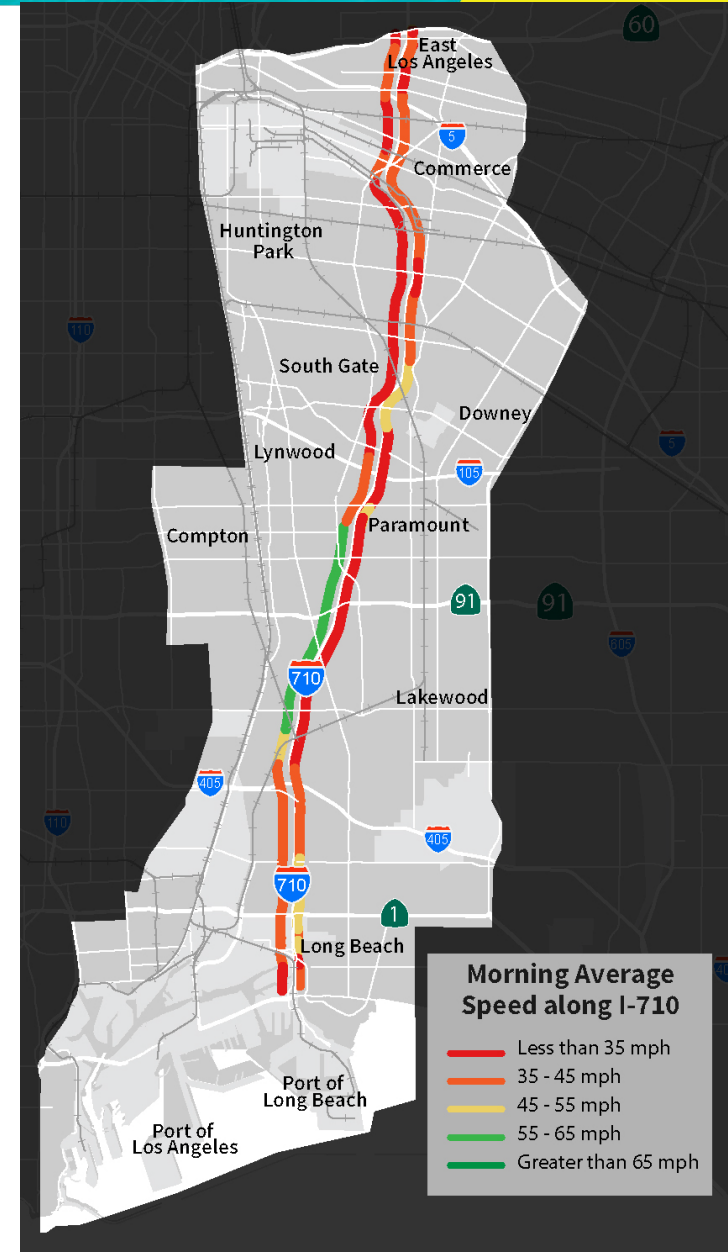 60
East
Los Angeles
5
Commerce
Huntington
Park
110
South Gate
Downey
5
Lynwood
105
Compton
Paramount
91
91
605
710
Lakewood
405
110
405
710
1
Long Beach
Morning Average
Speed along I-710
Less than 35 mph
35 - 45 mph
45 - 55 mph
55 - 65 mph
Greater than 65 mph
Port of
Long Beach
Port of
Los Angeles